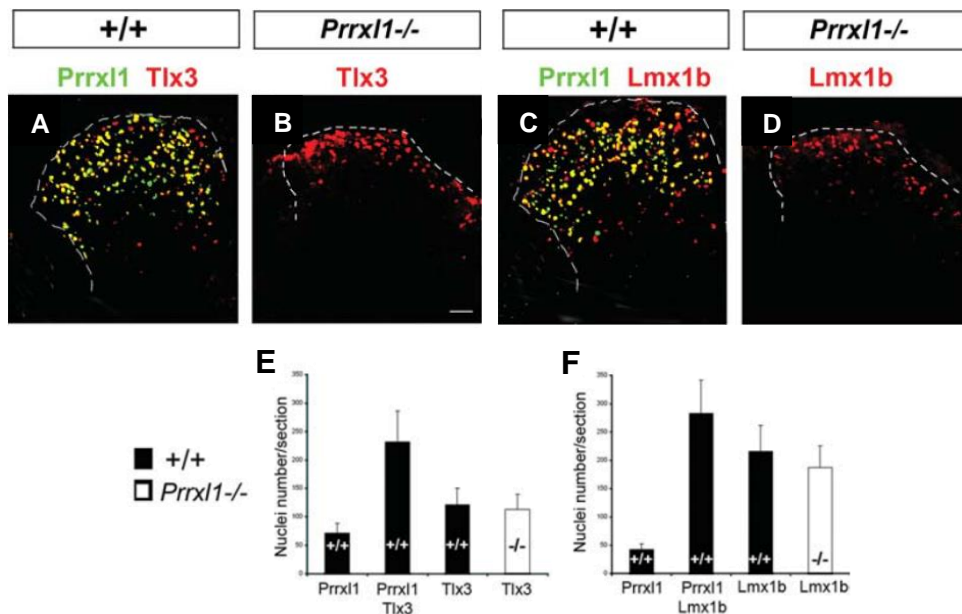 +/+ Prrxl1-/- +/+ Prrxl1-/-
Prrxl1 Tlx3 Tlx3 Prrxl1 Lmx1b Lmx1b
A B C D
E F
+/+
Prrxl1-/-
Nuclei number/section
350
300
250
200
150
100
50
0
+/+ +/+ +/+ -/-
Prrxl1 Prrxl1 Tlx3 Tlx3
Tlx3
Nuclei number/section
350
300
250
200
150
100
50
0
+/+ +/+ +/+ -/-
Prrxl1 Prrxl1 Lmx1b Lmx1b
Lmx1b